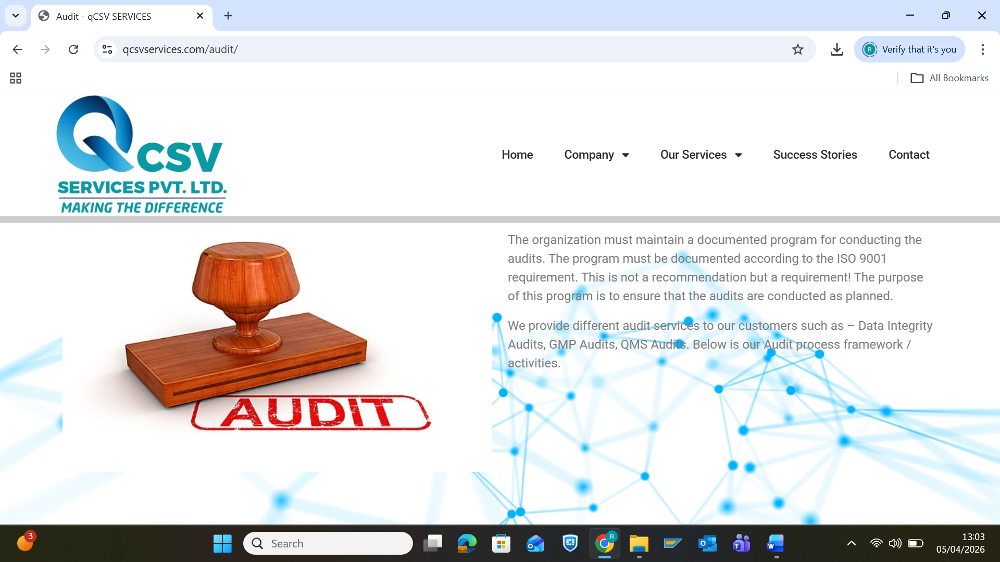 Audit - qCSV SERVICES
qcsvservices.com/audit/
R
Verify that it's you
All Bookmarks
QCSV
SERVICES PVT. LTD.
MAKING THE DIFFERENCE
Home
Company
Our Services
Success Stories
Contact
The organization must maintain a documented program for conducting the
audits. The program must be documented according to the ISO 9001
requirement. This is not a recommendation but a requirement! The purpose
of this program is to ensure that the audits are conducted as planned.
We provide different audit services to our customers such as – Data Integrity
Audits, GMP Audits, QMS Audits. Below is our Audit process framework /
activities.
AUDIT
3
Search
R
13:03
05/04/2026